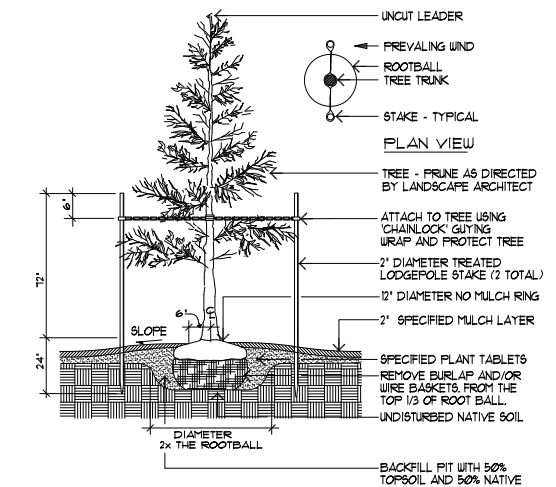 UNCUT LEADER
PREVALING WIND
ROOTBALL
TREE TRUNK
STAKE - TYPICAL
PLAN VIEW
TREE - PRUNE AS DIRECTED
BY LANDSCAPE ARCHITECT
6"
ATTACH TO TREE USING
'CHAINLOCK' GUYING
WRAP AND PROTECT TREE
2" DIAMETER TREATED
LODGEPOLE STAKE (2 TOTAL)
72"
12" DIAMETER NO MULCH RING
6"
2" SPECIFIED MULCH LAYER
SLOPE
SPECIFIED PLANT TABLETS
24"
REMOVE BURLAP AND/OR
WIRE BASKETS, FROM THE
TOP 1/3 OF ROOT BALL.
UNDISTURBED NATIVE SOIL
DIAMETER
2x THE ROOTBALL
BACKFILL PIT WITH 50%
TOPSOIL AND 50% NATIVE